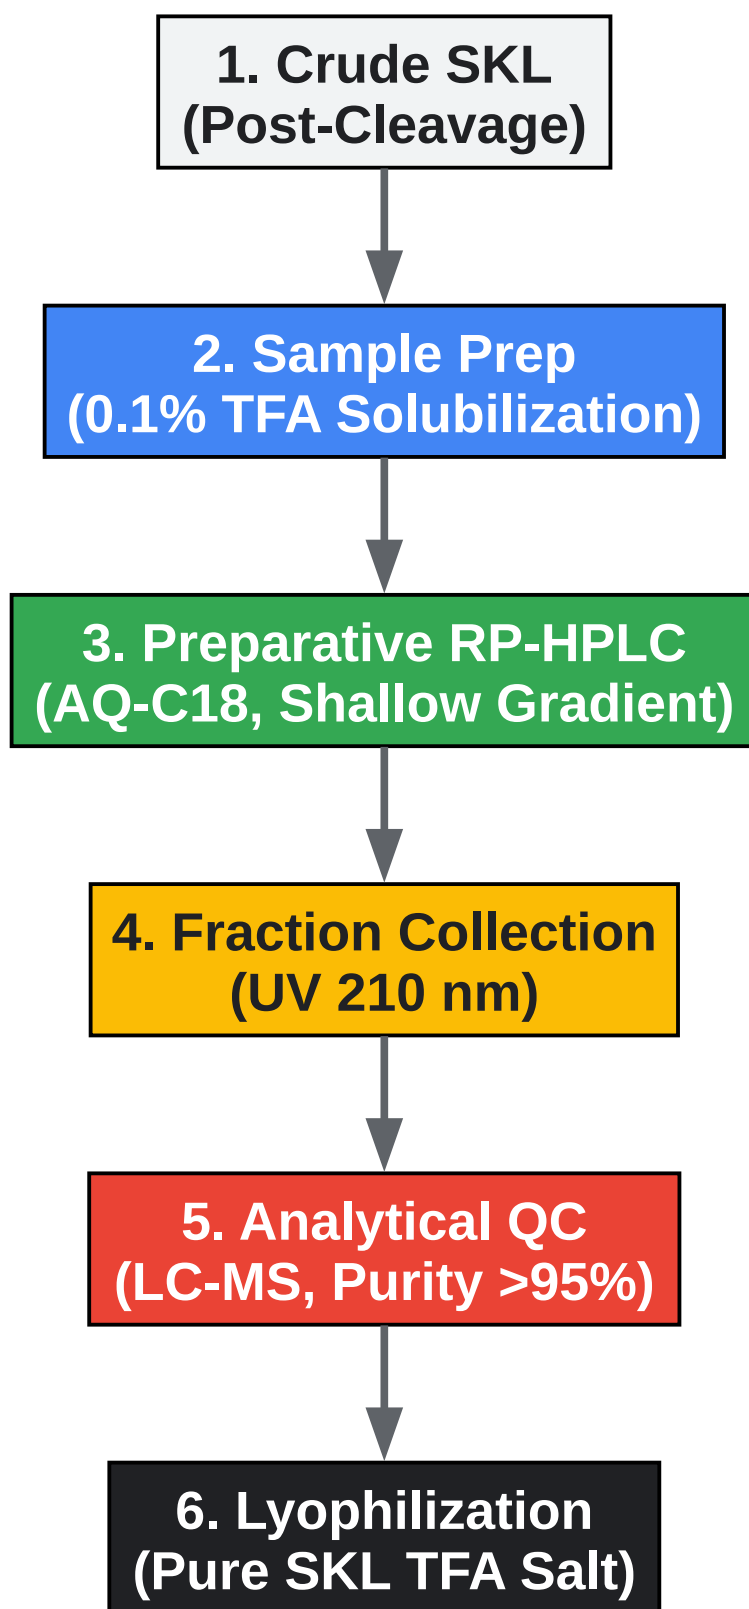 1. Crude SKL
(Post-Cleavage)
2. Sample Prep
(0.1% TFA Solubilization)
3. Preparative RP-HPLC
(AQ-C18, Shallow Gradient)
4. Fraction Collection
(UV 210 nm)
5. Analytical QC
(LC-MS, Purity >95%)
6. Lyophilization
(Pure SKL TFA Salt)